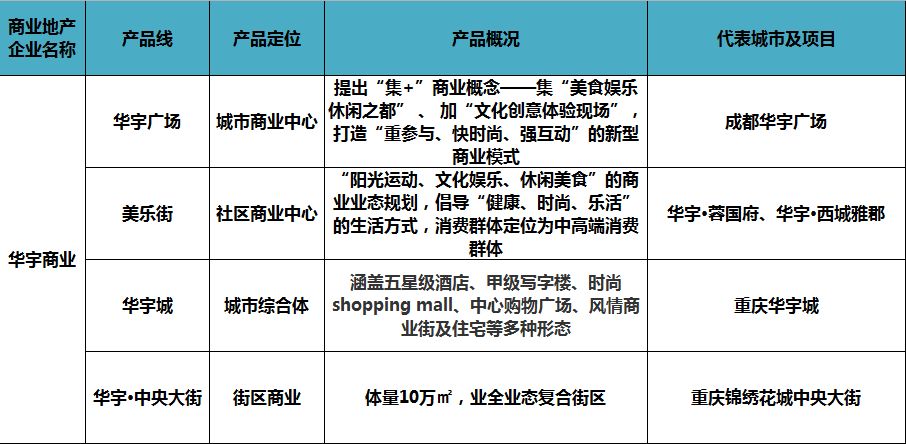 商业地产
企业名称
产品线
产品定位
产品概况
代表城市及项目
华宇商业
华宇广场
城市商业中心
提出“集+”商业概念——集“美食娱乐
休闲之都”、加“文化创意体验现场”,
打造“重参与、快时尚、强互动”的新型
商业模式
成都华宇广场
美乐街
社区商业中心
“阳光运动、文化娱乐、休闲美食”的商
业业态规划,倡导“健康、时尚、乐活”
的生活方式,消费群体定位为中高端消费
群体
华宇·蓉国府、华宇·西城雅郡
华宇城
城市综合体
涵盖五星级酒店、甲级写字楼、时尚
shopping mall、中心购物广场、风情商
业街及住宅等多种形态
重庆华宇城
华宇·中央大街
街区商业
体量10万㎡,业全业态复合街区
重庆锦绣花城中央大街